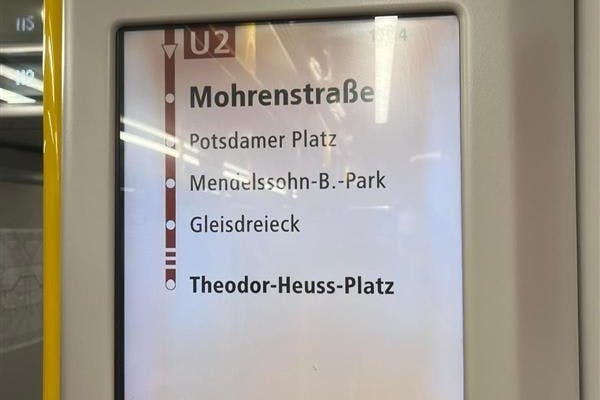 U2
Mohrenstraße
Potsdamer Platz
Mendelssohn-B.-Park
Gleisdreieck
Theodor-Heuss-Platz